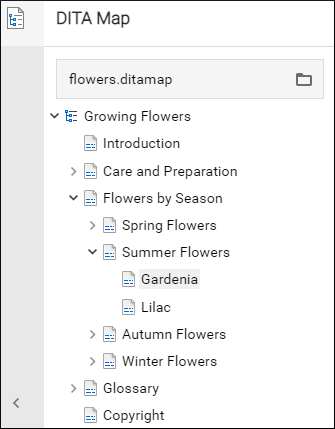 DITA Map
flowers.ditamap
Growing Flowers
Introduction
Care and Preparation
Flowers by Season
Spring Flowers
Summer Flowers
Gardenia
Lilac
Autumn Flowers
Winter Flowers
Glossary
Copyright